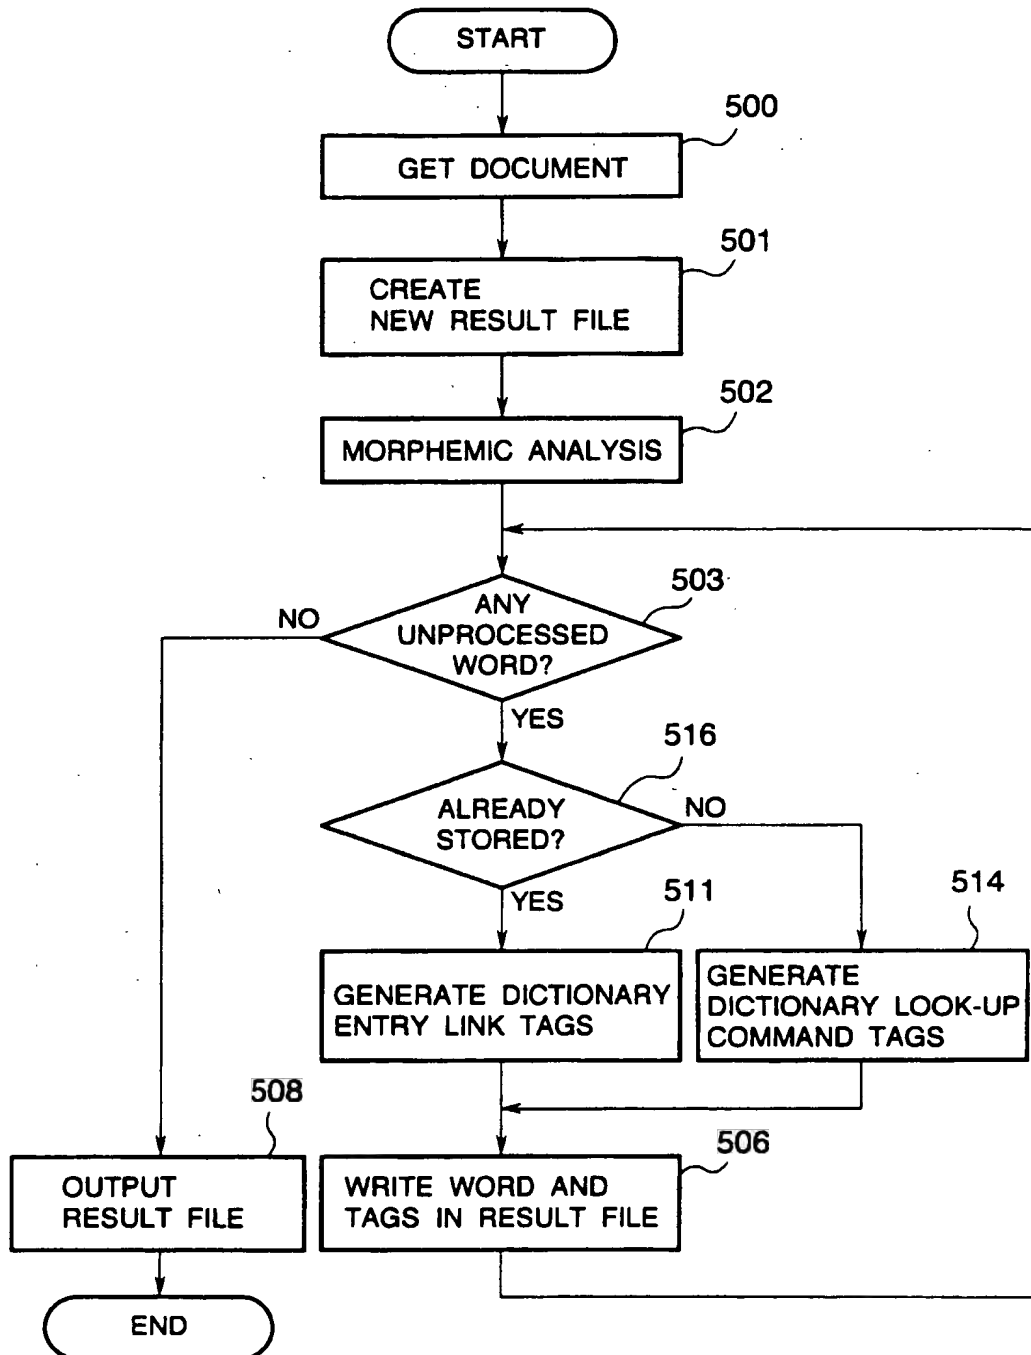 START
500
GET DOCUMENT
501
CREATE
NEW RESULT FILE
502
MORPHEMIC ANALYSIS
503
NO
ANY
UNPROCESSED
WORD?
YES
516
ALREADY
STORED?
NO
YES
511
514
GENERATE DICTIONARY
ENTRY LINK TAGS
GENERATE
DICTIONARY LOOK-UP
COMMAND TAGS
508
506
OUTPUT
RESULT FILE
WRITE WORD AND
TAGS IN RESULT FILE
END